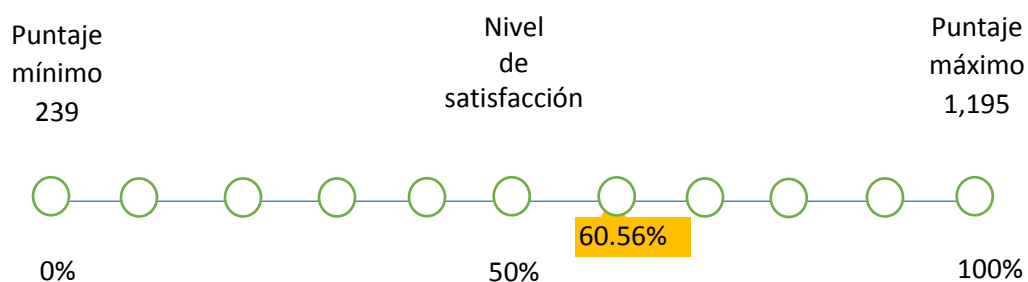 Puntaje
mínimo
239
Nivel
de
satisfacción
Puntaje
máximo
1,195
60.56%
0%
50%
100%